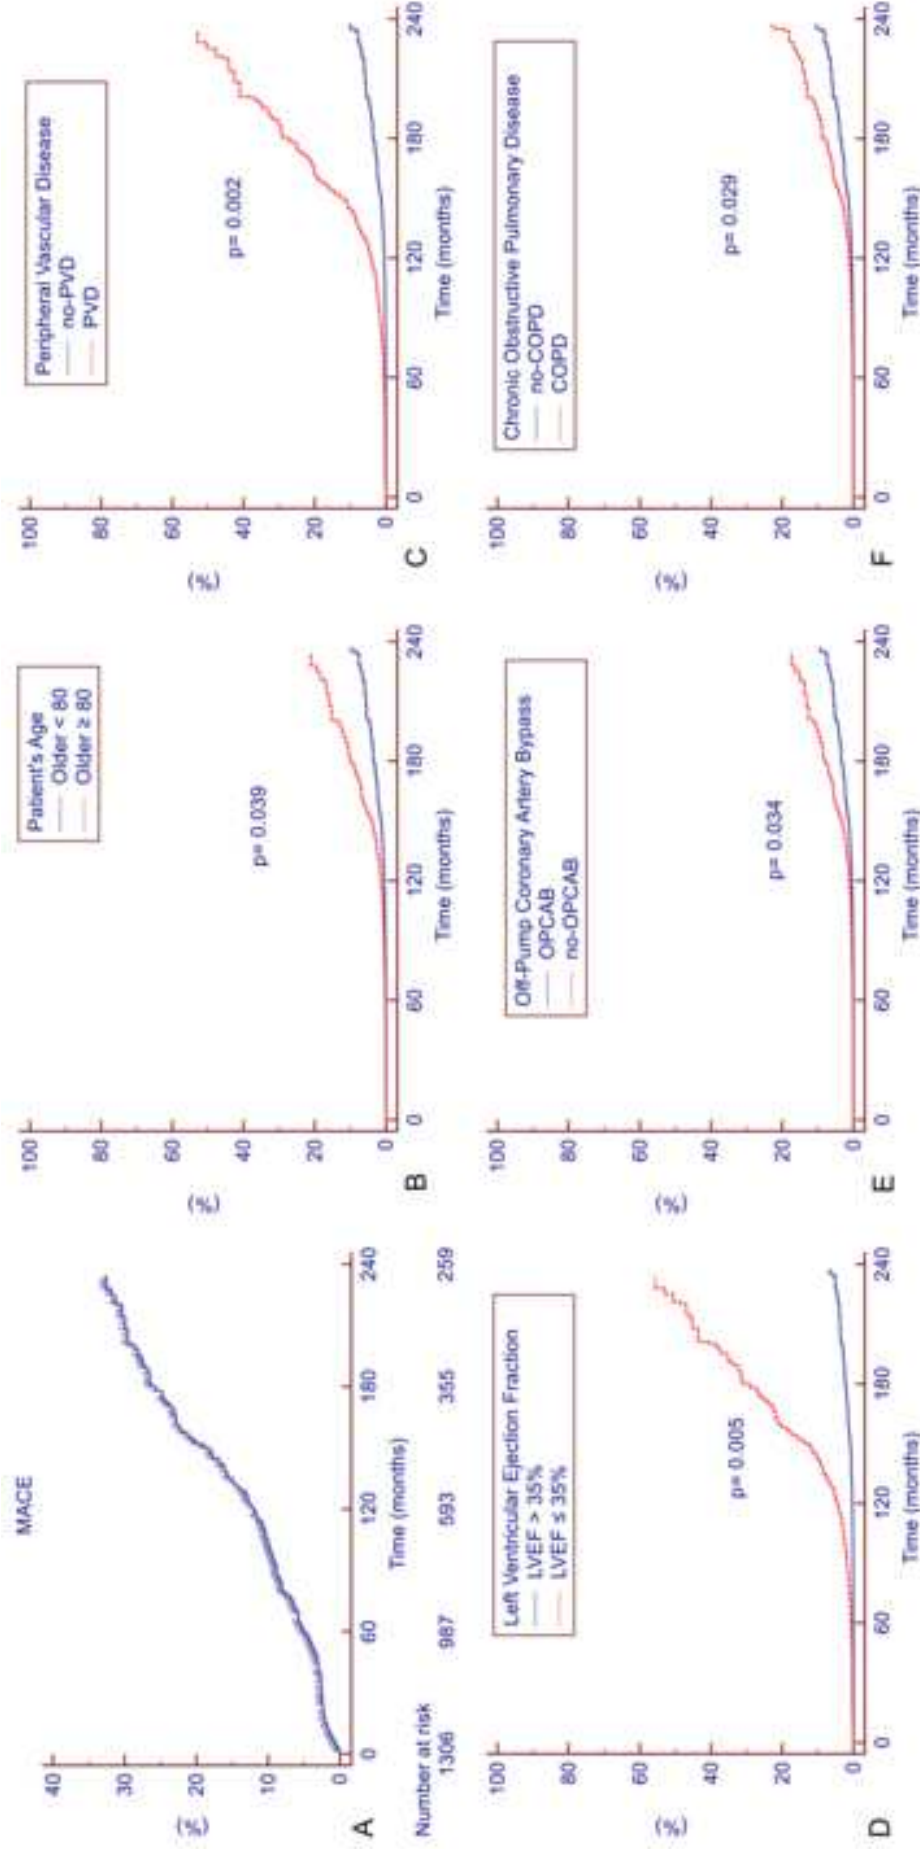 MACE
(%)
40
30
20
10
0
0 60 120 180 240
Time (months)
A
Number at risk
1306 987 593 355 259
Patient's Age
Older < 80
Older ≥ 80
p= 0.039
(%)
100
80
60
40
20
0
0 60 120 180 240
Time (months)
B
Peripheral Vascular Disease
no-PVD
PVD
p= 0.002
(%)
100
80
60
40
20
0
0 60 120 180 240
Time (months)
C
Left Ventricular Ejection Fraction
LVEF > 35%
LVEF ≤ 35%
p= 0.005
(%)
100
80
60
40
20
0
0 60 120 180 240
Time (months)
D
Off-Pump Coronary Artery Bypass
OPCAB
no-OPCAB
p= 0.034
(%)
100
80
60
40
20
0
0 60 120 180 240
Time (months)
E
Chronic Obstructive Pulmonary Disease
no-COPD
COPD
p= 0.029
(%)
100
80
60
40
20
0
0 60 120 180 240
Time (months)
F